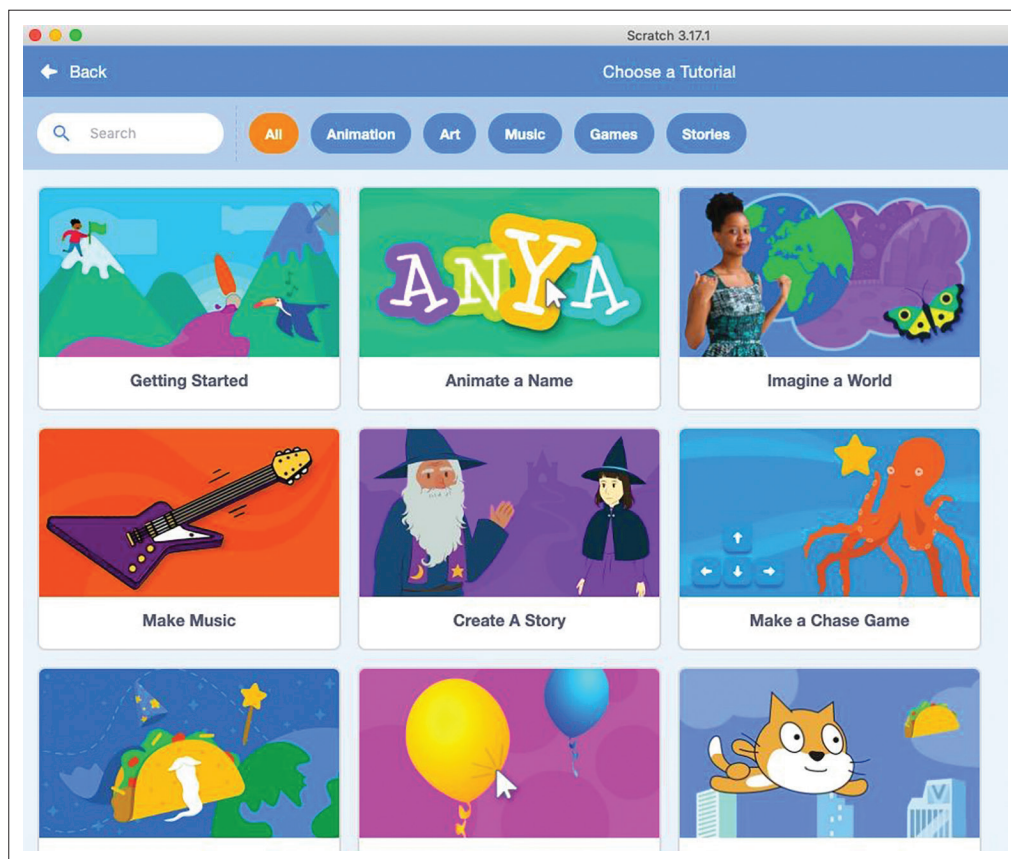 Scratch 3.17.1
Back
Choose a Tutorial
Search
All
Animation
Art
Music
Games
Stories
ANYA
Getting Started
Animate a Name
Imagine a World
Make Music
Create A Story
Make a Chase Game
V